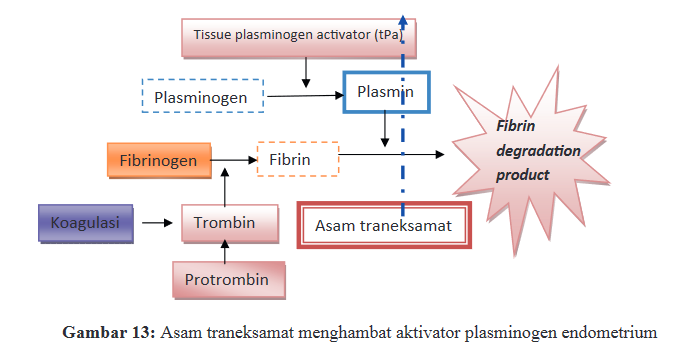 Tissue plasminogen activator (tPa)
Plasminogen
Plasmin
Fibrin
degradation
product
Fibrinogen
Fibrin
Koagulasi
Trombin
Asam traneksamat
Protrombin
Gambar 13: Asam traneksamat menghambat aktivator plasminogen endometrium